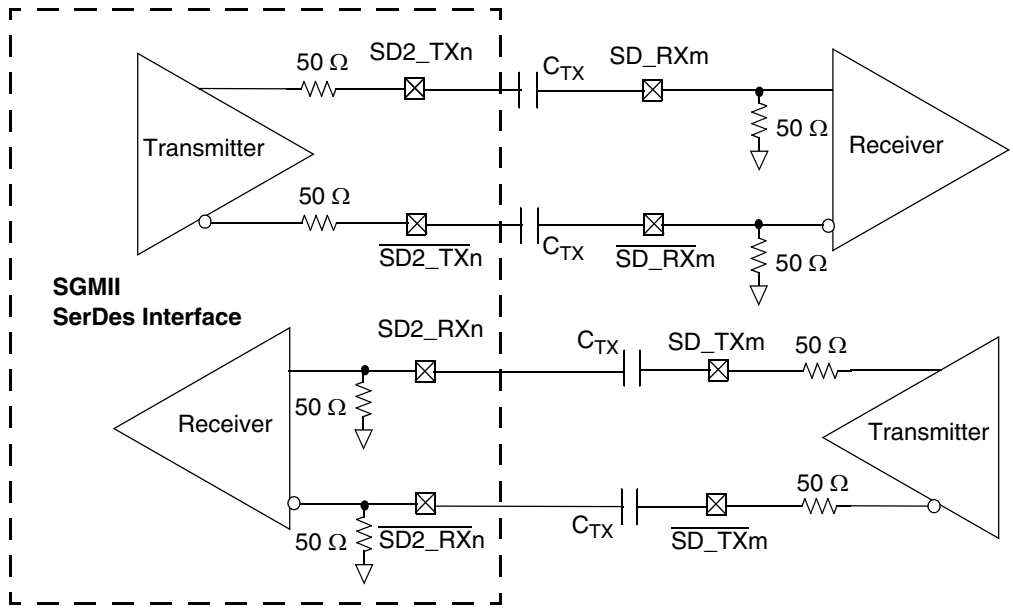 50 Ω
SD2_TXn
C_TX
SD_RXm
50 Ω
Transmitter
Receiver
50 Ω
SD2_TXn
C_TX
SD_RXm
50 Ω
SGMII
SerDes Interface
SD2_RXn
C_TX
SD_TXm
50 Ω
50 Ω
Receiver
Transmitter
50 Ω
50 Ω
SD2_RXn
C_TX
SD_TXm